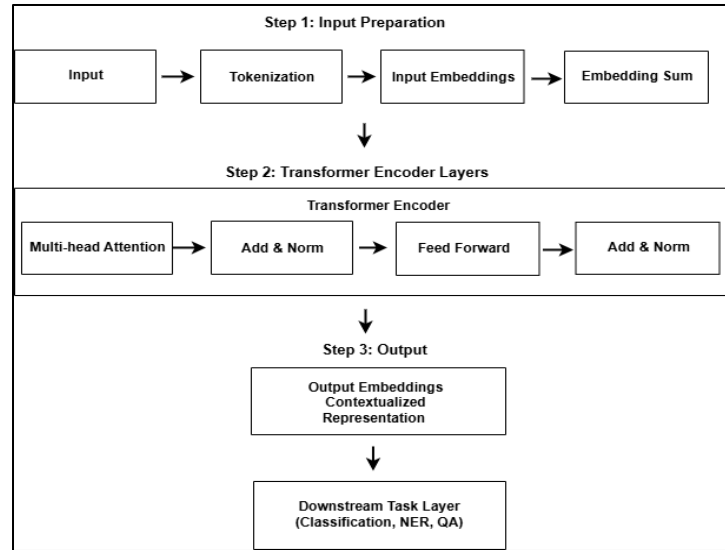 Step 1: Input Preparation
Input
Tokenization
Input Embeddings
Embedding Sum
Step 2: Transformer Encoder Layers
Transformer Encoder
Multi-head Attention
Add & Norm
Feed Forward
Add & Norm
Step 3: Output
Output Embeddings
Contextualized
Representation
Downstream Task Layer
(Classification, NER, QA)